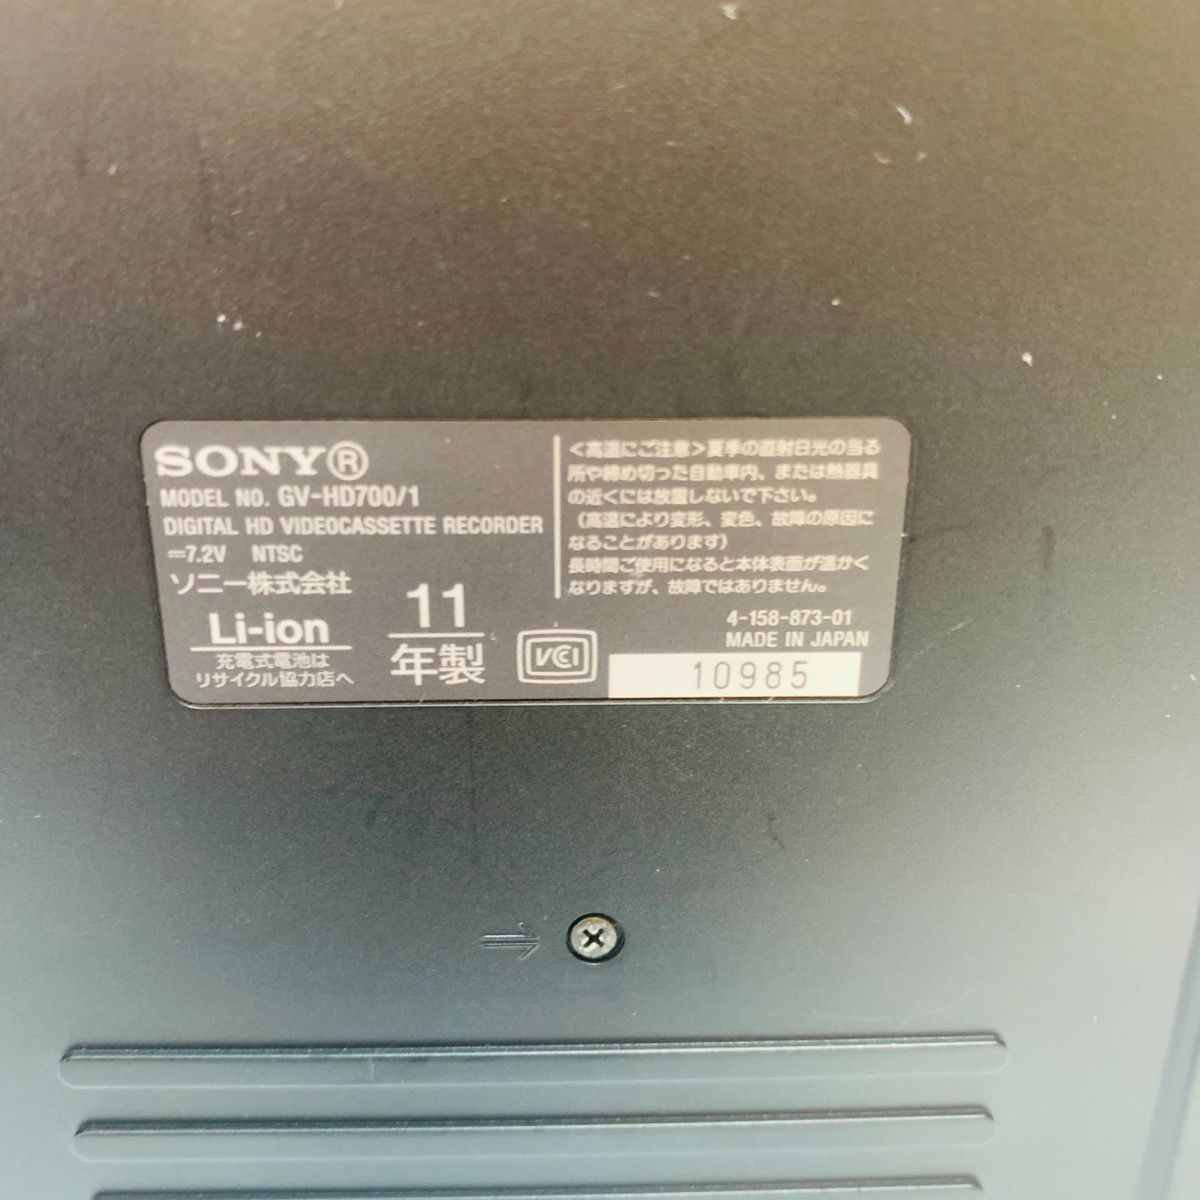 SONY®
MODEL NO. GV-HD700/1
DIGITAL HD VIDEOCASSETTE RECORDER
⎓7.2V NTSC
ソニー株式会社
Li-ion
充電式電池は
リサイクル協力店へ
11
年製
VCI
<高温にご注意>夏季の直射日光の当る
所や締め切った自動車内、または熱器具
の近くには放置しないで下さい。
(高温により変形、変色、故障の原因に
なることがあります)
長時間ご使用になると本体表面が温かく
なりますが、故障ではありません。
4-158-873-01
MADE IN JAPAN
10985